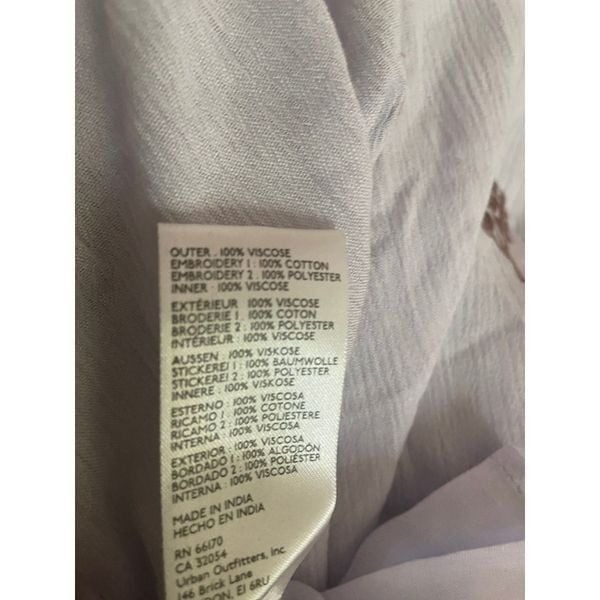 OUTER : 100% VISCOSE
EMBROIDERY 1 : 100% COTTON
EMBROIDERY 2 : 100% POLYESTER
INNER : 100% VISCOSE
EXTÉRIEUR : 100% VISCOSE
BRODERIE 1 : 100% COTON
BRODERIE 2 : 100% POLYESTER
INTÉRIEUR : 100% VISCOSE
AUSSEN : 100% VISKOSE
STICKEREI 1 : 100% BAUMWOLLE
STICKEREI 2 : 100% POLYESTER
INNERE : 100% VISKOSE
ESTERNO : 100% VISCOSA
RICAMO 1 : 100% COTONE
RICAMO 2 : 100% POLIESTERE
INTERNA : 100% VISCOSA
EXTERIOR : 100% VISCOSA
BORDADO 1 : 100% ALGODÓN
BORDADO 2 : 100% POLIÉSTER
INTERNA : 100% VISCOSA
MADE IN INDIA
HECHO EN INDIA
RN 66170
CA 32054
Urban Outfitters, Inc
146 Brick Lane
E1 6RU